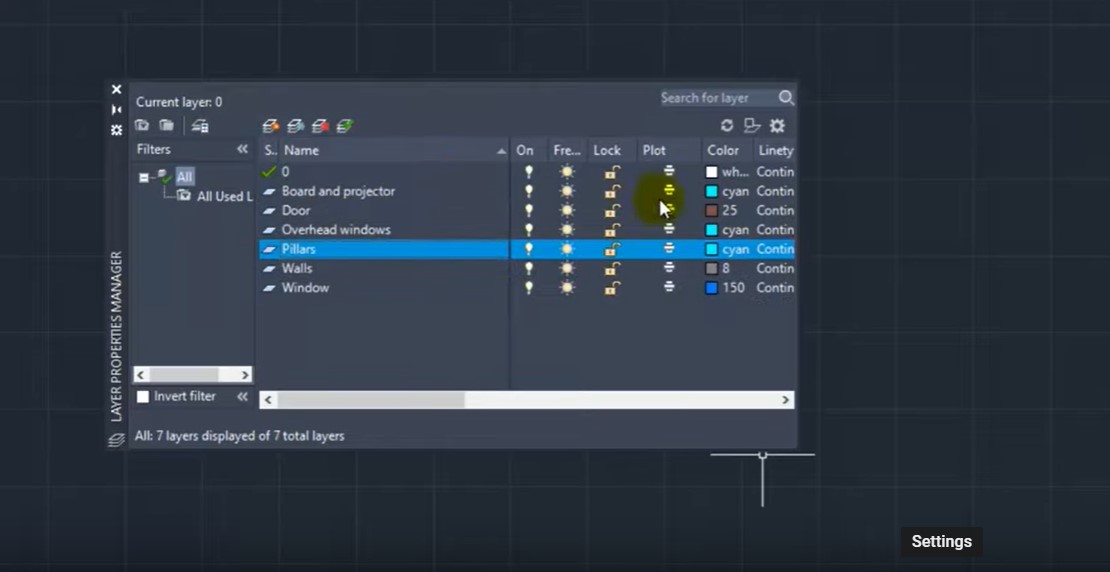 Current layer: 0
Search for layer
Filters
S.. Name On Fre... Lock Plot Color Linety
All
All Used L
0 wh... Contin
Board and projector cyan Contin
Door 25 Contin
Overhead windows cyan Contin
Pillars cyan Contin
Walls 8 Contin
Window 150 Contin
LAYER PROPERTIES MANAGER
Invert filter
All: 7 layers displayed of 7 total layers
Settings